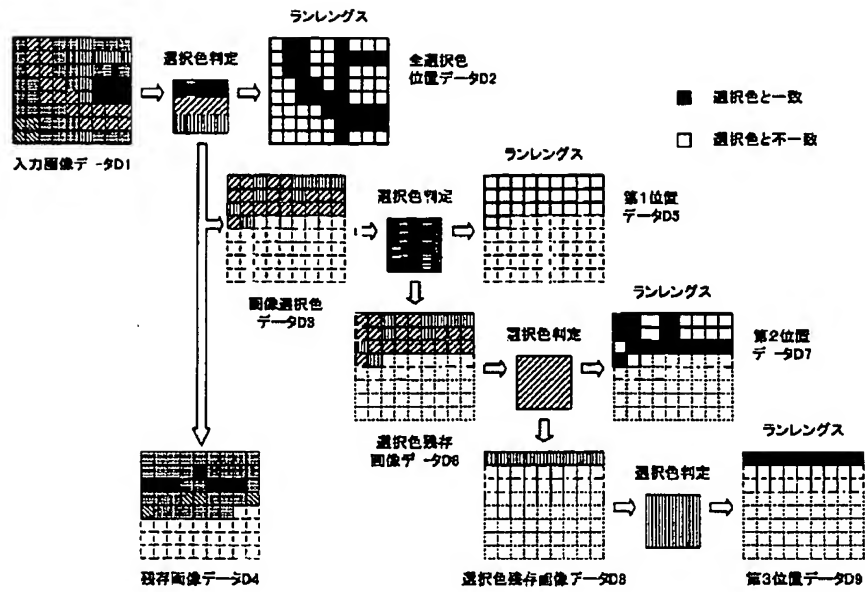 ランレングス
選択色判定
全選択色
位置データD2
選択色と一致
選択色と不一致
入力画像データD1
ランレングス
選択色判定
第1位置
データD5
画像選択色
データD3
ランレングス
選択色判定
第2位置
データD7
選択色残存
画像データD6
ランレングス
選択色判定
残存画像データD4
選択色残存画像データD8
第3位置データD9